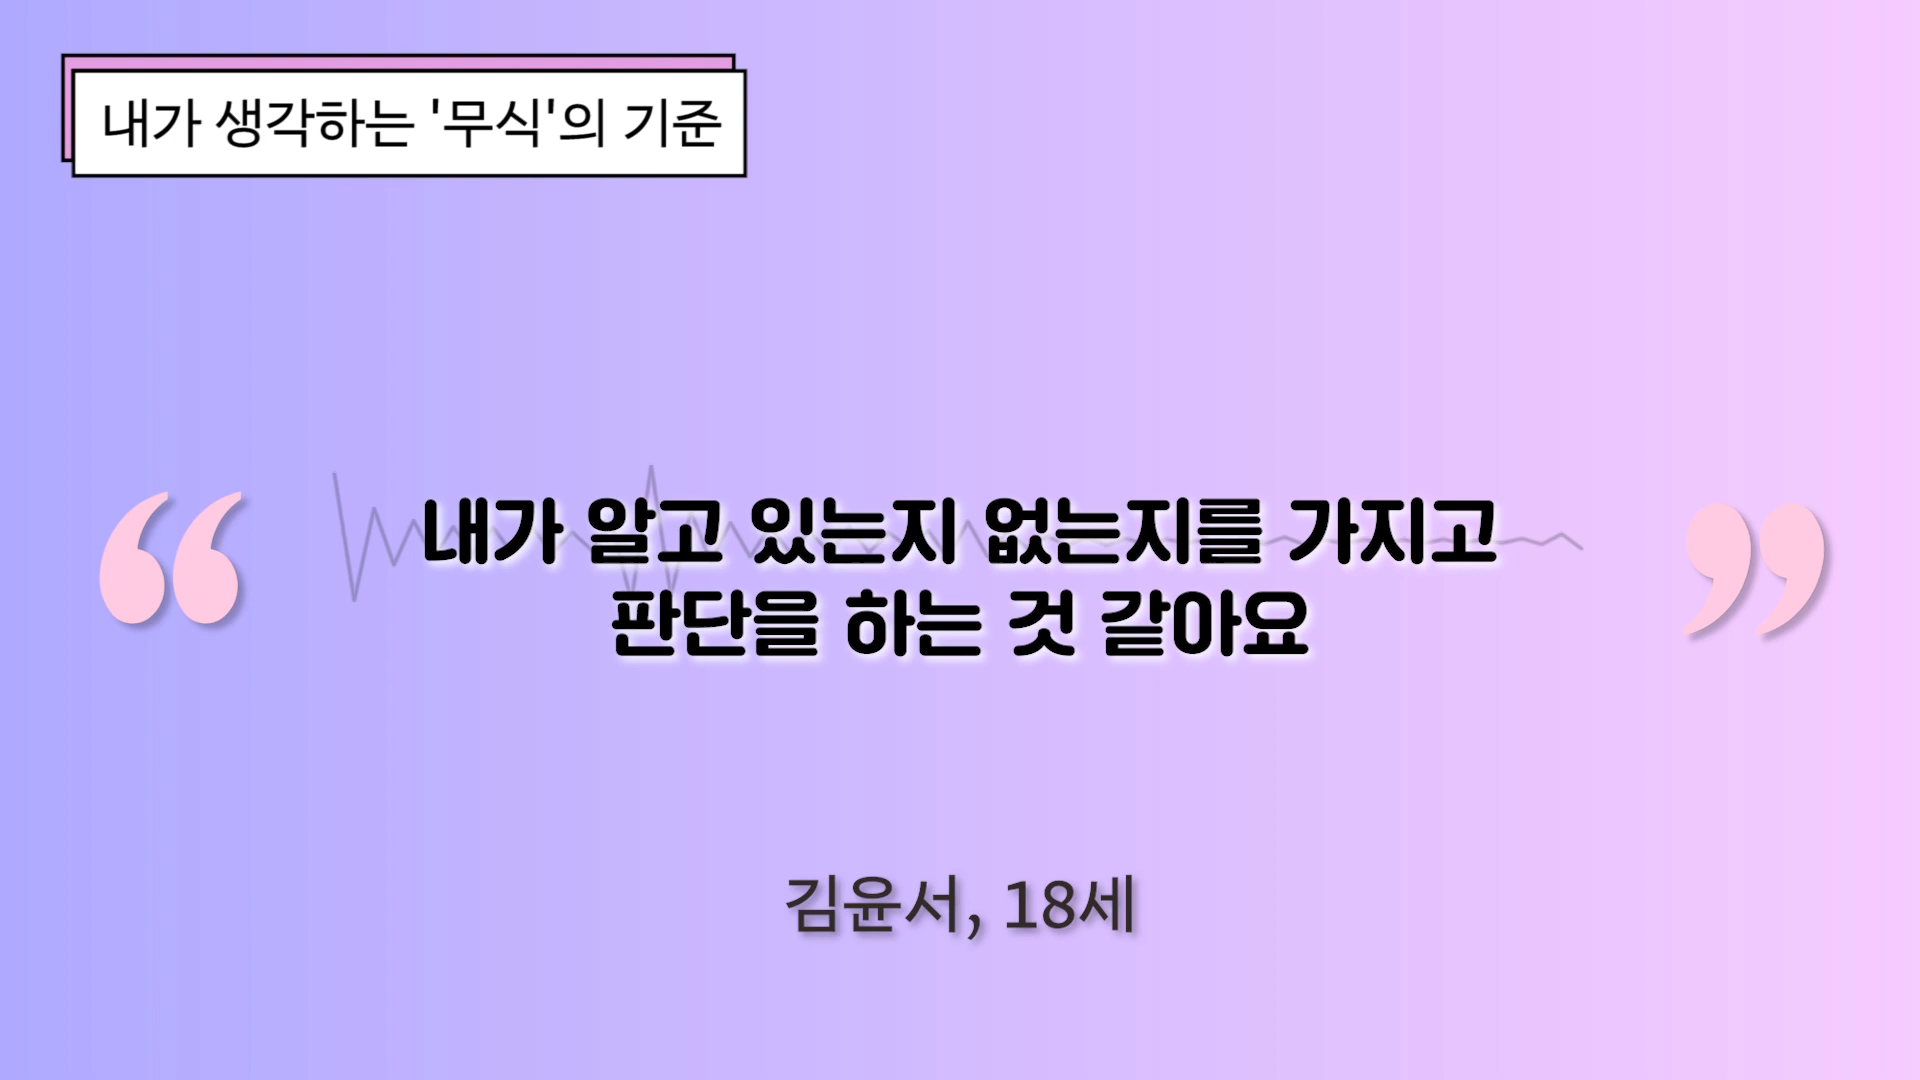 내가 생각하는 '무식'의 기준
“ 내가 알고 있는지 없는지를 가지고 ”
판단을 하는 것 같아요
김윤서, 18세